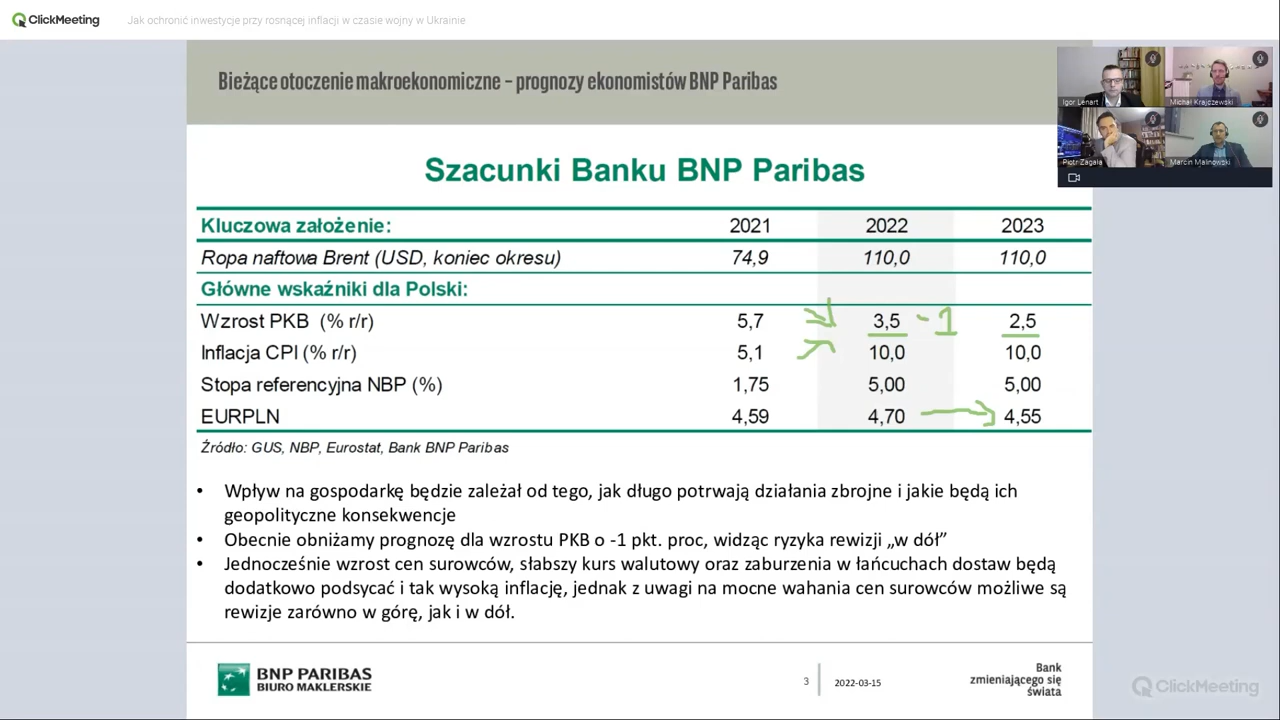 ClickMeeting
Jak ochronić inwestycje przy rosnącej inflacji w czasie wojny w Ukrainie
Bieżące otoczenie makroekonomiczne – prognozy ekonomistów BNP Paribas
Igor Lenart
Michał Krajczewski
Piotr Zagała
Marcin Malinowski
Szacunki Banku BNP Paribas
Kluczowa założenie: 2021 2022 2023
Ropa naftowa Brent (USD, koniec okresu) 74,9 110,0 110,0
Główne wskaźniki dla Polski:
Wzrost PKB (% r/r) 5,7 3,5 -1 2,5
Inflacja CPI (% r/r) 5,1 10,0 10,0
Stopa referencyjna NBP (%) 1,75 5,00 5,00
EURPLN 4,59 4,70 4,55
Źródło: GUS, NBP, Eurostat, Bank BNP Paribas
• Wpływ na gospodarkę będzie zależał od tego, jak długo potrwają działania zbrojne i jakie będą ich
geopolityczne konsekwencje
• Obecnie obniżamy prognozę dla wzrostu PKB o -1 pkt. proc, widząc ryzyka rewizji „w dół”
• Jednocześnie wzrost cen surowców, słabszy kurs walutowy oraz zaburzenia w łańcuchach dostaw będą
dodatkowo podsycać i tak wysoką inflację, jednak z uwagi na mocne wahania cen surowców możliwe są
rewizje zarówno w górę, jak i w dół.
BNP PARIBAS
BIURO MAKLERSKIE
3
2022-03-15
Bank
zmieniającego się
świata
ClickMeeting